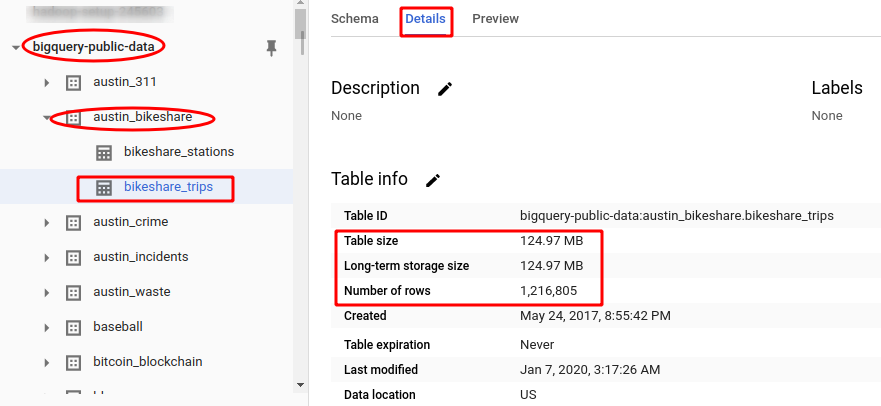 bigquery-public-data
austin_311
austin_bikeshare
bikeshare_stations
bikeshare_trips
austin_crime
austin_incidents
austin_waste
baseball
bitcoin_blockchain
Schema Details Preview
Description Labels
None None
Table info
Table ID bigquery-public-data:austin_bikeshare.bikeshare_trips
Table size 124.97 MB
Long-term storage size 124.97 MB
Number of rows 1,216,805
Created May 24, 2017, 8:55:42 PM
Table expiration Never
Last modified Jan 7, 2020, 3:17:26 AM
Data location US